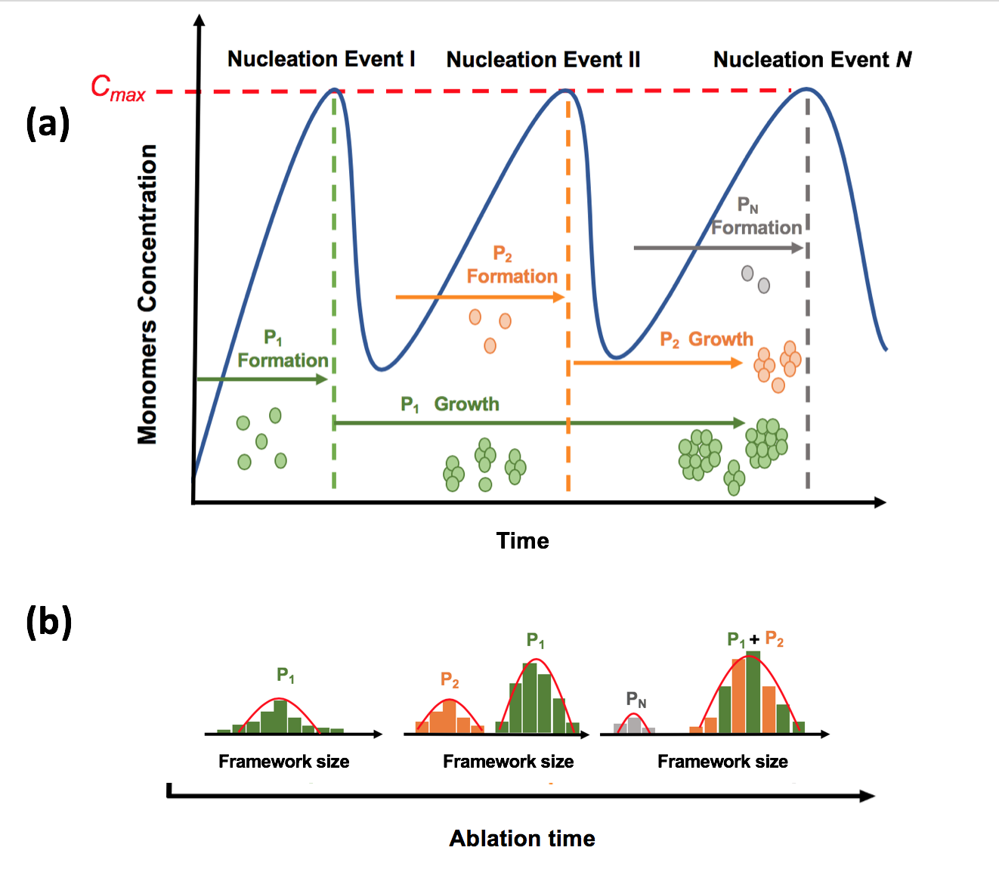 Nucleation Event I
Nucleation Event II
Nucleation Event N
Cmax
(a)
Monomers Concentration
PN
Formation
P2
Formation
P1
Formation
P2 Growth
P1 Growth
Time
(b)
P1
P2
P1
PN
P1 + P2
Framework size
Framework size
Framework size
Ablation time